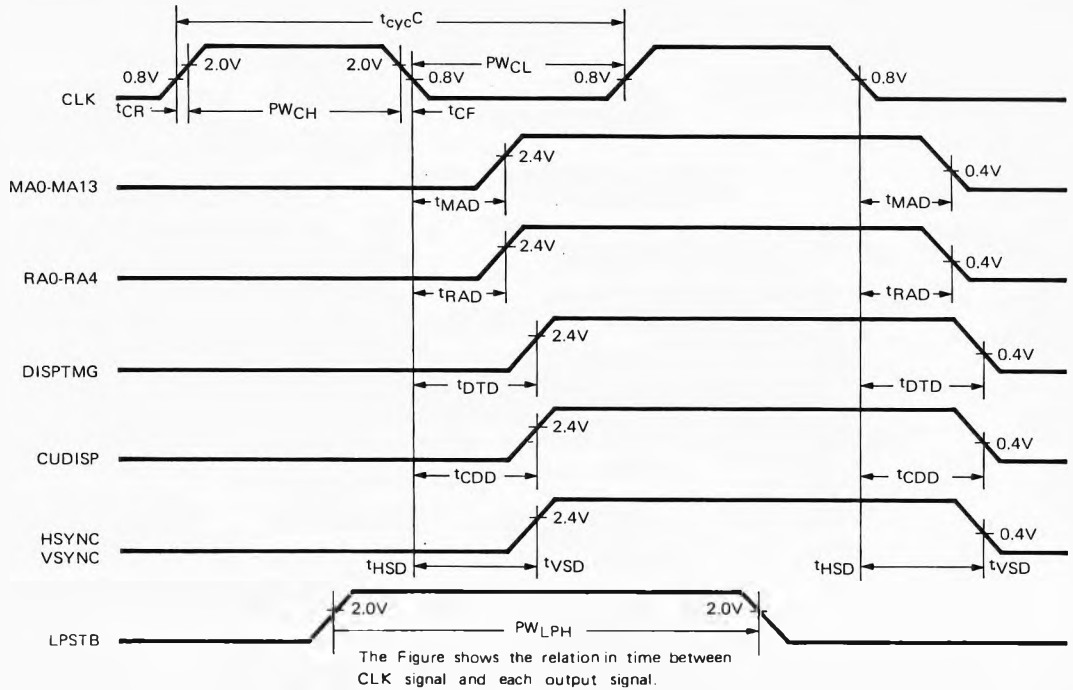 tcycC
0.8V 2.0V 2.0V 0.8V PWCL 0.8V 0.8V
CLK
tCR PWCH tCF
2.4V 0.4V
MA0-MA13
tMAD tMAD
2.4V 0.4V
RA0-RA4
tRAD tRAD
2.4V 0.4V
DISPTMG
tDTD tDTD
2.4V 0.4V
CUDISP
tCDD tCDD
2.4V 0.4V
HSYNC
VSYNC
tHSD tVSD tHSD tVSD
2.0V 2.0V
LPSTB
PWLPH
The Figure shows the relation in time between
CLK signal and each output signal.